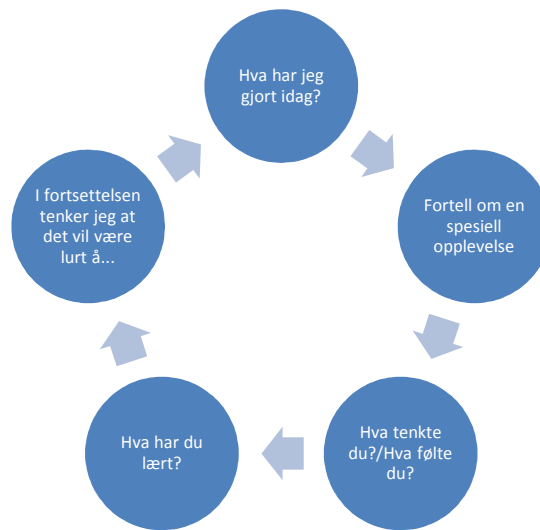 Hva har jeg
gjort idag?
Fortell om en
spesiell
opplevelse
Hva tenkte
du?/Hva følte
du?
Hva har du
lært?
I fortsettelsen
tenker jeg at
det vil være
lurt å...